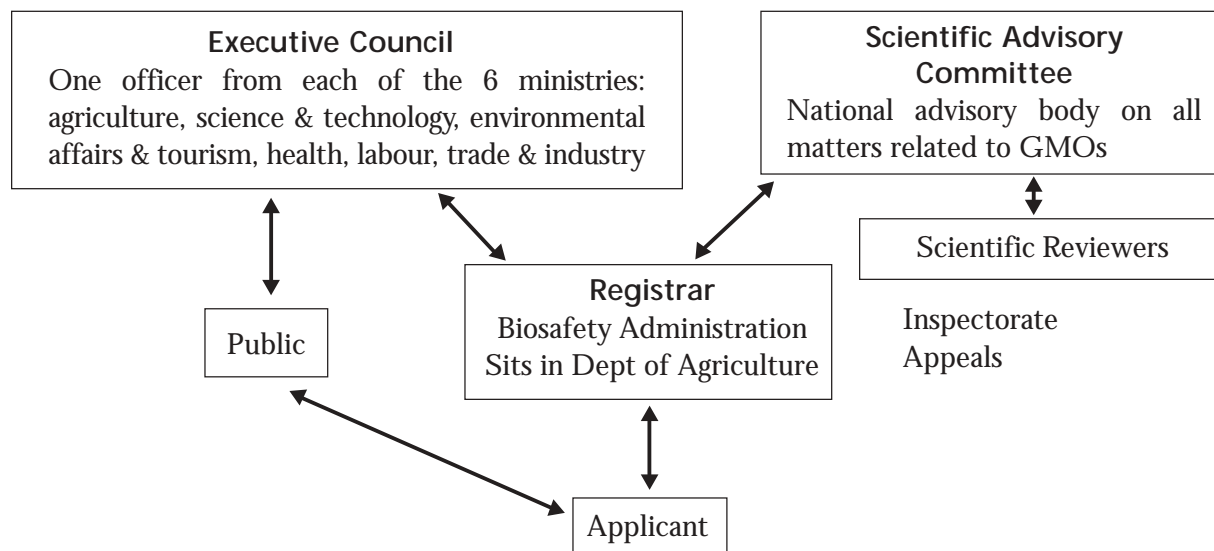 Executive Council
One officer from each of the 6 ministries:
agriculture, science & technology, environmental
affairs & tourism, health, labour, trade & industry
Scientific Advisory
Committee
National advisory body on all
matters related to GMOs
Scientific Reviewers
Registrar
Biosafety Administration
Sits in Dept of Agriculture
Public
Inspectorate
Appeals
Applicant